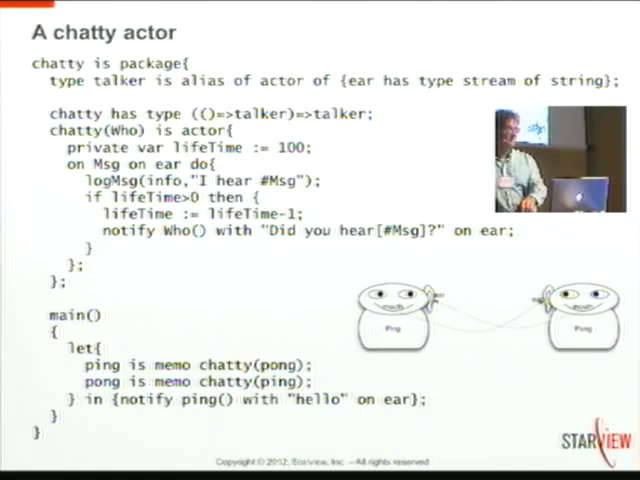 A chatty actor
chatty is package{
type talker is alias of actor of {ear has type stream of string};
chatty has type (()=>talker)=>talker;
chatty(Who) is actor{
private var lifeTime := 100;
on Msg on ear do{
logMsg(info,"I hear #Msg");
if lifeTime>0 then {
lifeTime := lifeTime-1;
notify Who() with "Did you hear[#Msg]?" on ear;
}
};
};
main()
{
let{
ping is memo chatty(pong);
pong is memo chatty(ping);
} in {notify ping() with "hello" on ear};
}
}
mouth
Ping
mouth
Pong
STARVIEW
Copyright © 2012, Starview, Inc. – All rights reserved